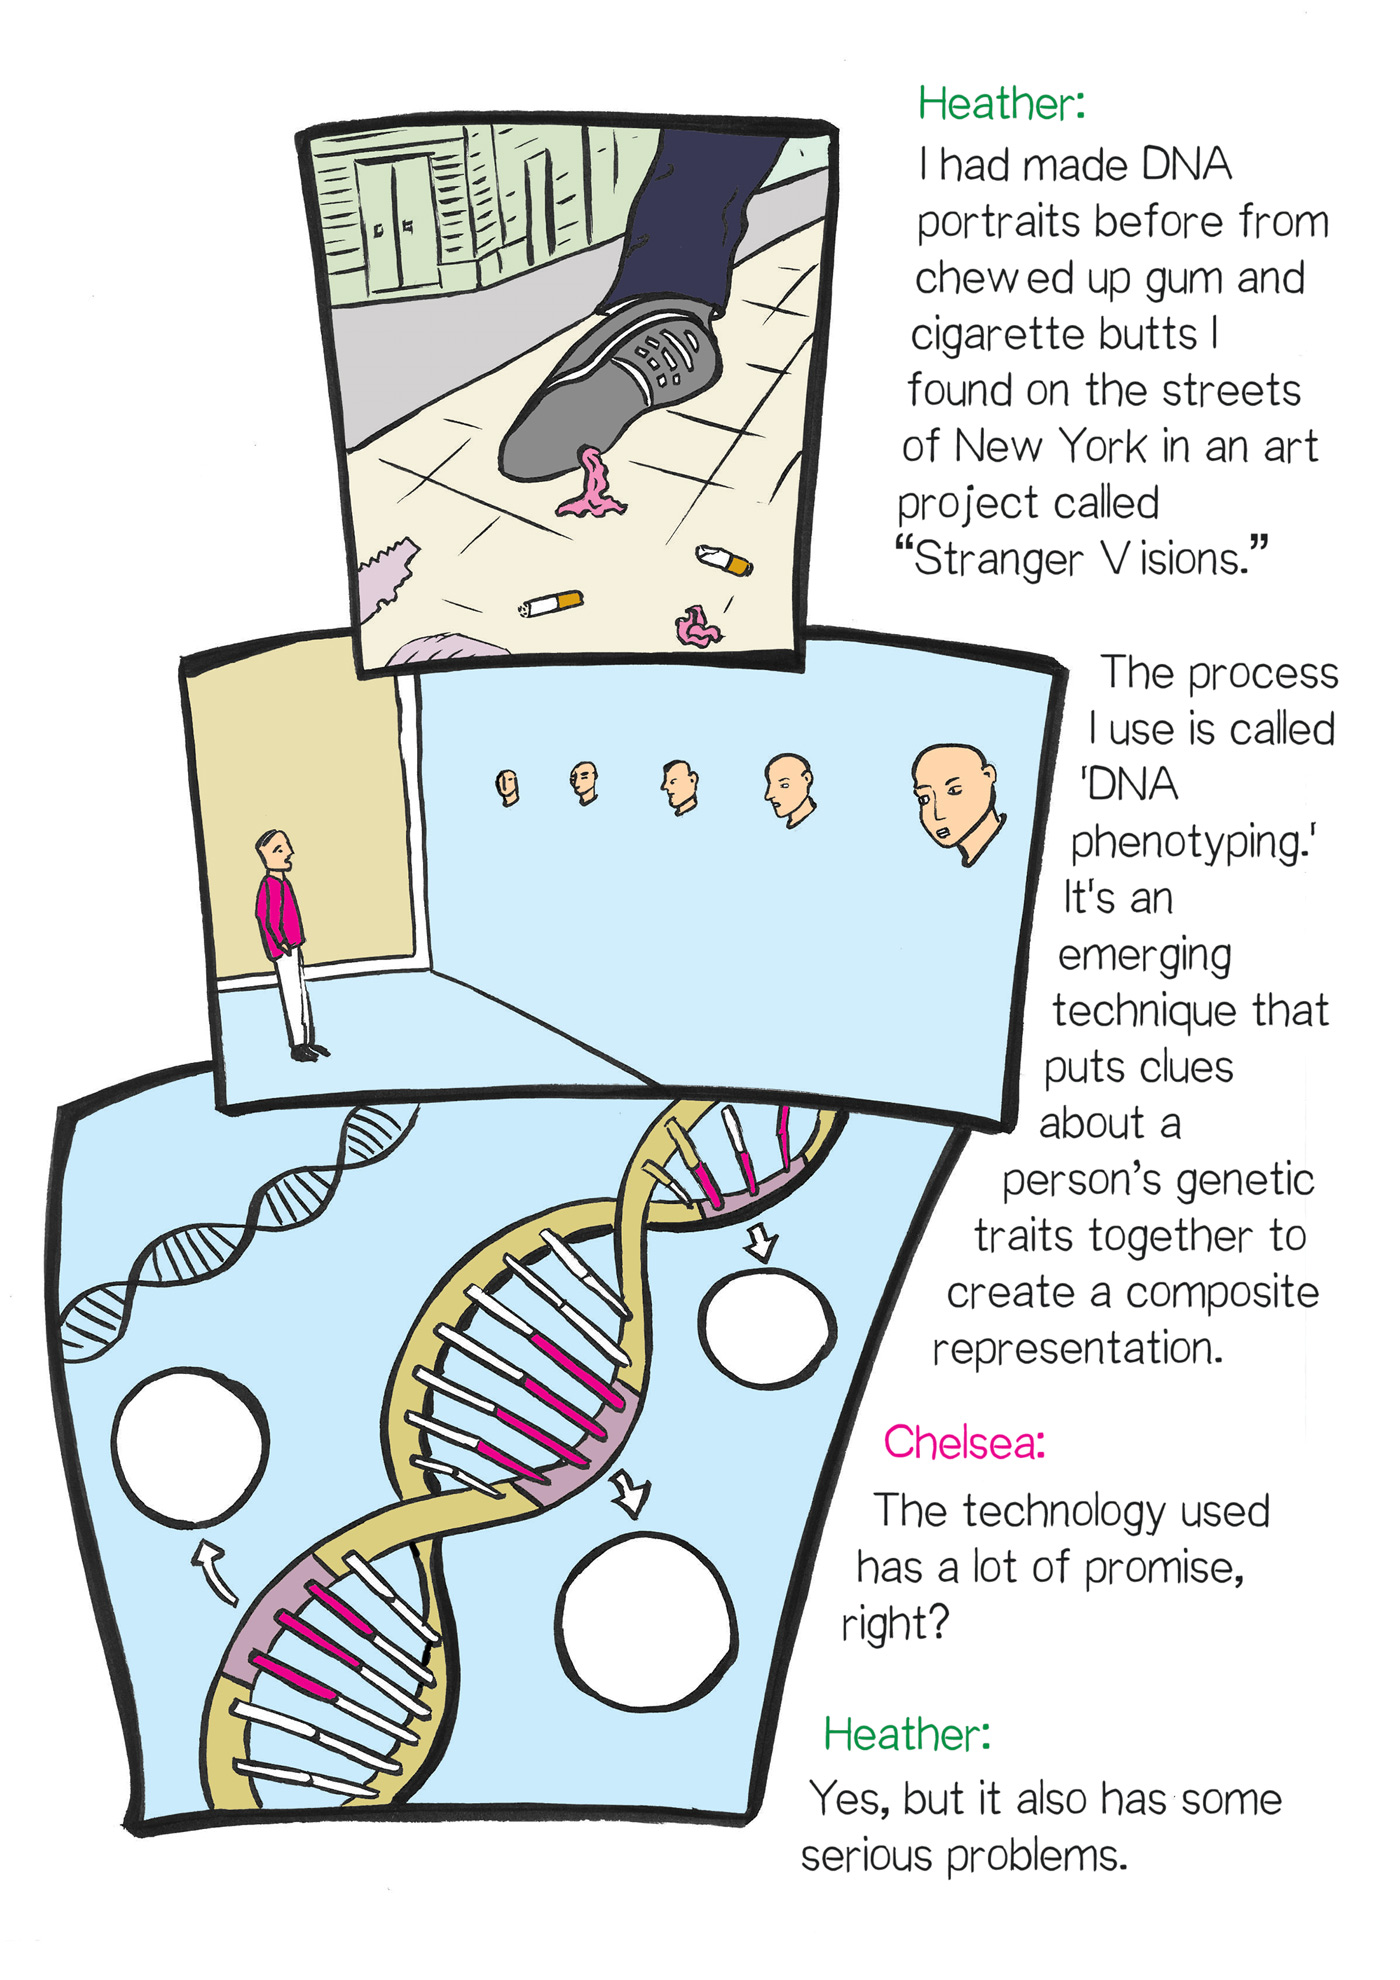 Heather:
I had made DNA
portraits before from
chewed up gum and
cigarette butts I
found on the streets
of New York in an art
project called
“Stranger Visions.”
The process
I use is called
'DNA
phenotyping.'
It's an
emerging
technique that
puts clues
about a
person’s genetic
traits together to
create a composite
representation.
Chelsea:
The technology used
has a lot of promise,
right?
Heather:
Yes, but it also has some
serious problems.